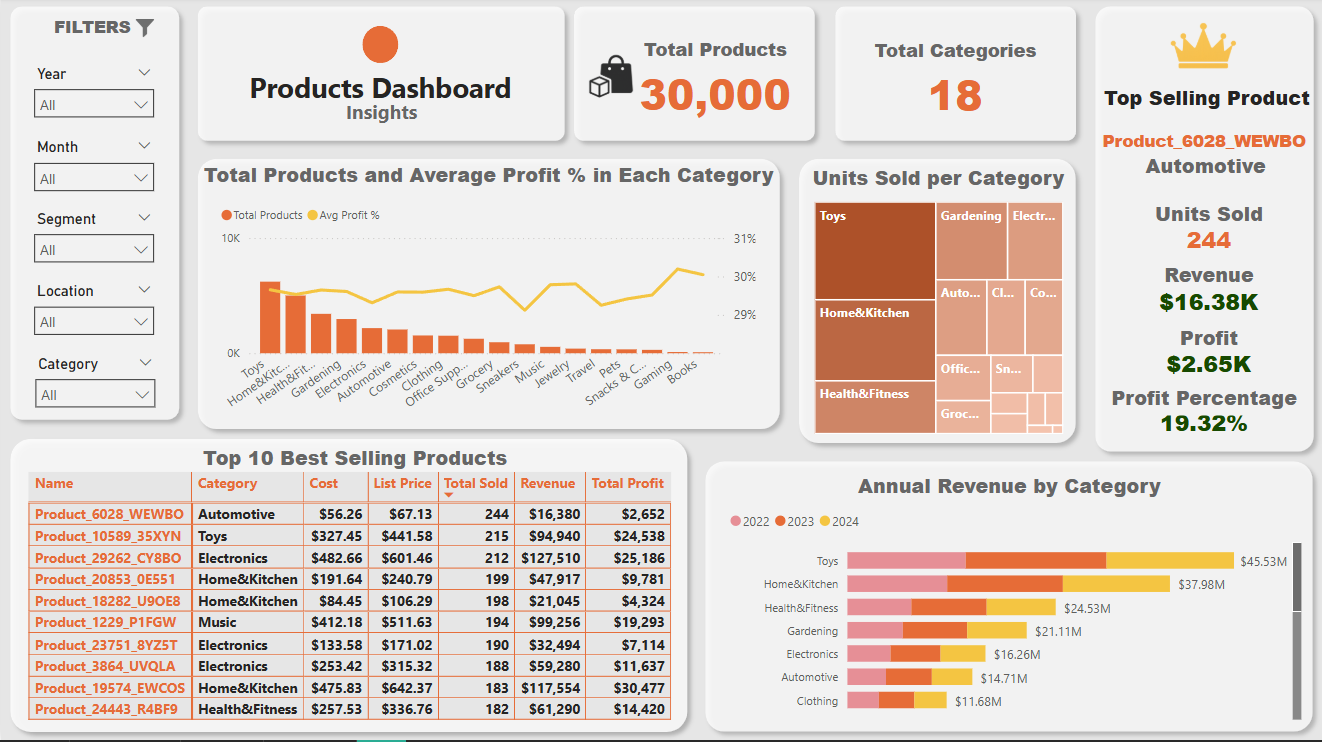 FILTERS
Year
All
Month
All
Segment
All
Location
All
Category
All
Products Dashboard
Insights
Total Products
30,000
Total Categories
18
Top Selling Product
Product_6028_WEWBO
Automotive
Units Sold
244
Revenue
$16.38K
Profit
$2.65K
Profit Percentage
19.32%
Total Products and Average Profit % in Each Category
Total Products Avg Profit %
10K
0K
31%
30%
29%
Toys
Home&Kitc...
Health&Fit...
Gardening
Electronics
Automotive
Cosmetics
Clothing
Office Supp...
Grocery
Sneakers
Music
Jewelry
Travel
Pets
Snacks & C...
Gaming
Books
Units Sold per Category
Toys
Home&Kitchen
Health&Fitness
Gardening
Electr...
Auto...
Cl...
Co...
Offic...
Sn...
Groc...
Top 10 Best Selling Products
Name Category Cost List Price Total Sold Revenue Total Profit
Product_6028_WEWBO Automotive $56.26 $67.13 244 $16,380 $2,652
Product_10589_35XYN Toys $327.45 $441.58 215 $94,940 $24,538
Product_29262_CY8BO Electronics $482.66 $601.46 212 $127,510 $25,186
Product_20853_0E551 Home&Kitchen $191.64 $240.79 199 $47,917 $9,781
Product_18282_U9OE8 Home&Kitchen $84.45 $106.29 198 $21,045 $4,324
Product_1229_P1FGW Music $412.18 $511.63 194 $99,256 $19,293
Product_23751_8YZ5T Electronics $133.58 $171.02 190 $32,494 $7,114
Product_3864_UVQLA Electronics $253.42 $315.32 188 $59,280 $11,637
Product_19574_EWCOS Home&Kitchen $475.83 $642.37 183 $117,554 $30,477
Product_24443_R4BF9 Health&Fitness $257.53 $336.76 182 $61,290 $14,420
Annual Revenue by Category
2022 2023 2024
Toys $45.53M
Home&Kitchen $37.98M
Health&Fitness $24.53M
Gardening $21.11M
Electronics $16.26M
Automotive $14.71M
Clothing $11.68M